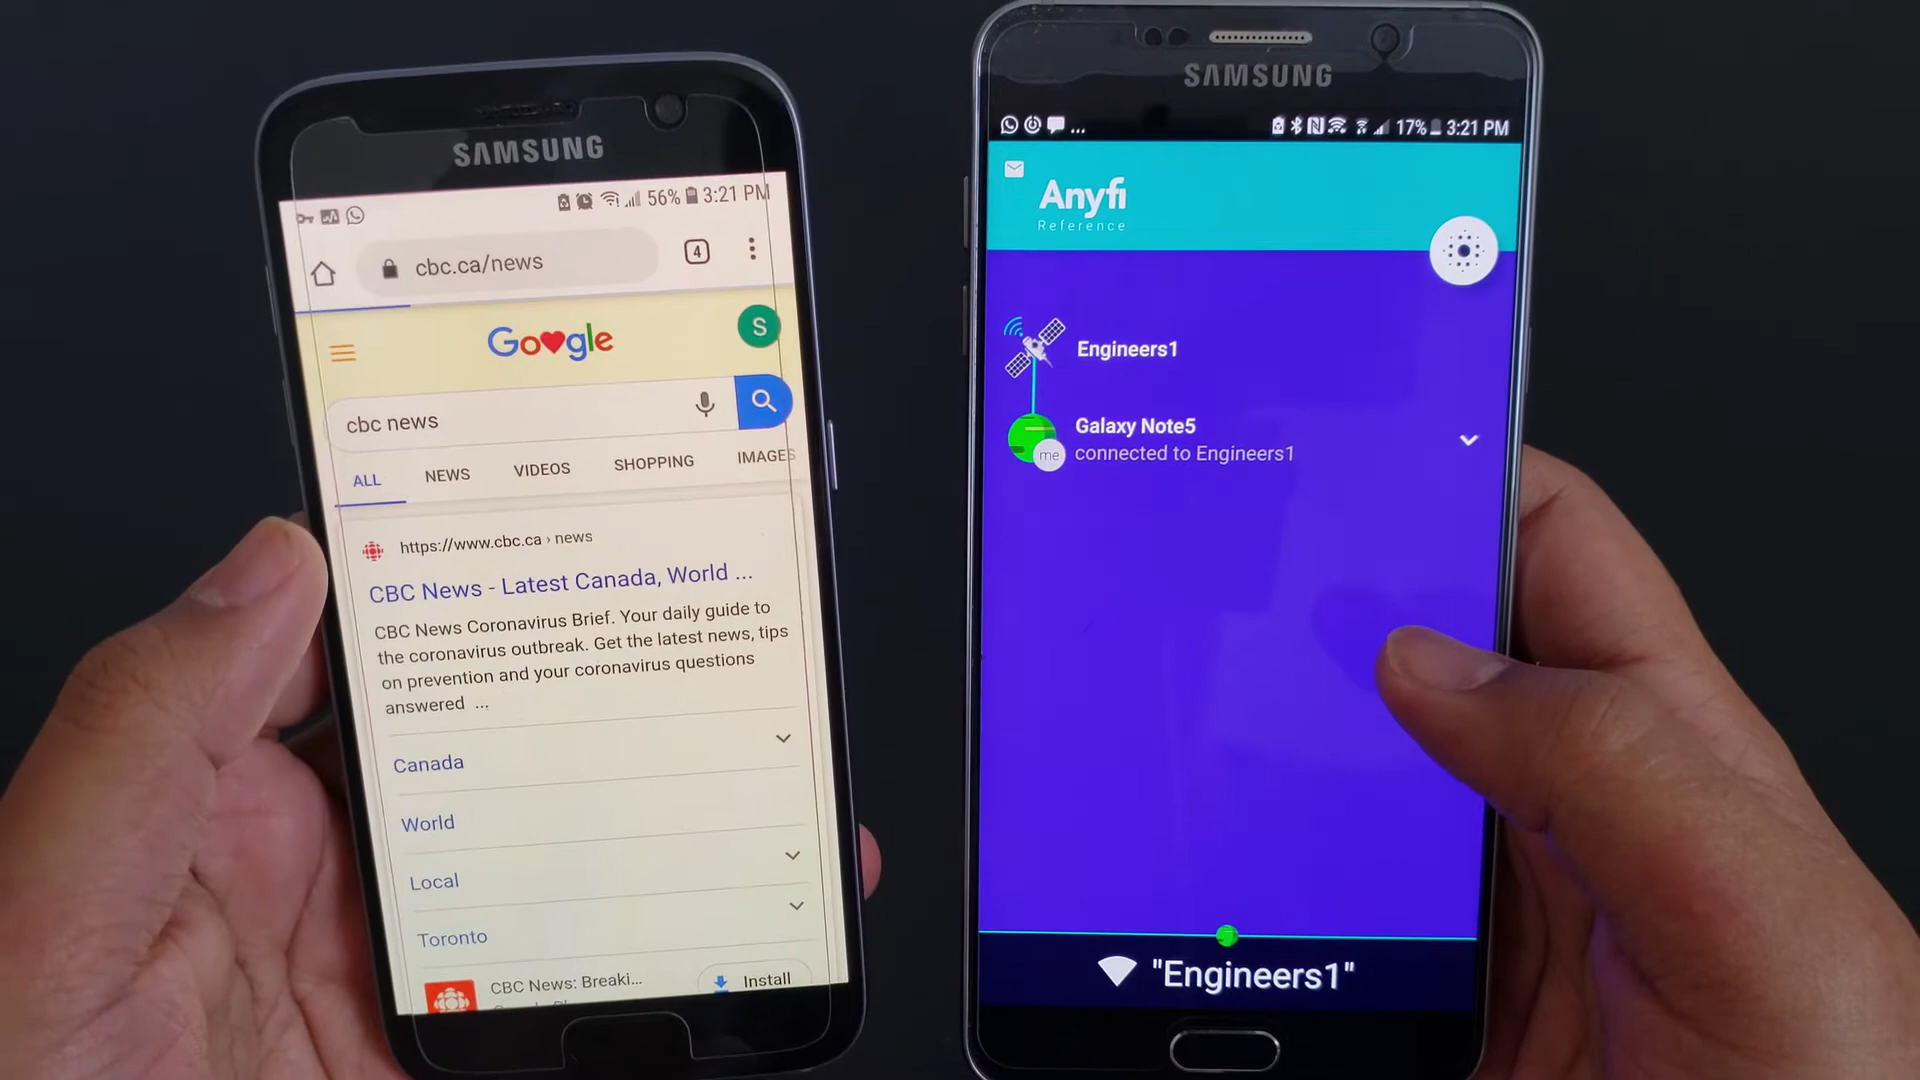 SAMSUNG
56% 3:21 PM
cbc.ca/news
4
Google
S
cbc news
ALL NEWS VIDEOS SHOPPING IMAGES
https://www.cbc.ca › news
CBC News - Latest Canada, World ...
CBC News Coronavirus Brief. Your daily guide to
the coronavirus outbreak. Get the latest news, tips
on prevention and your coronavirus questions
answered ...
Canada
World
Local
Toronto
CBC News: Breaki...
Install
SAMSUNG
... 17% 3:21 PM
Anyfi
Reference
Engineers1
Galaxy Note5
me connected to Engineers1
"Engineers1"